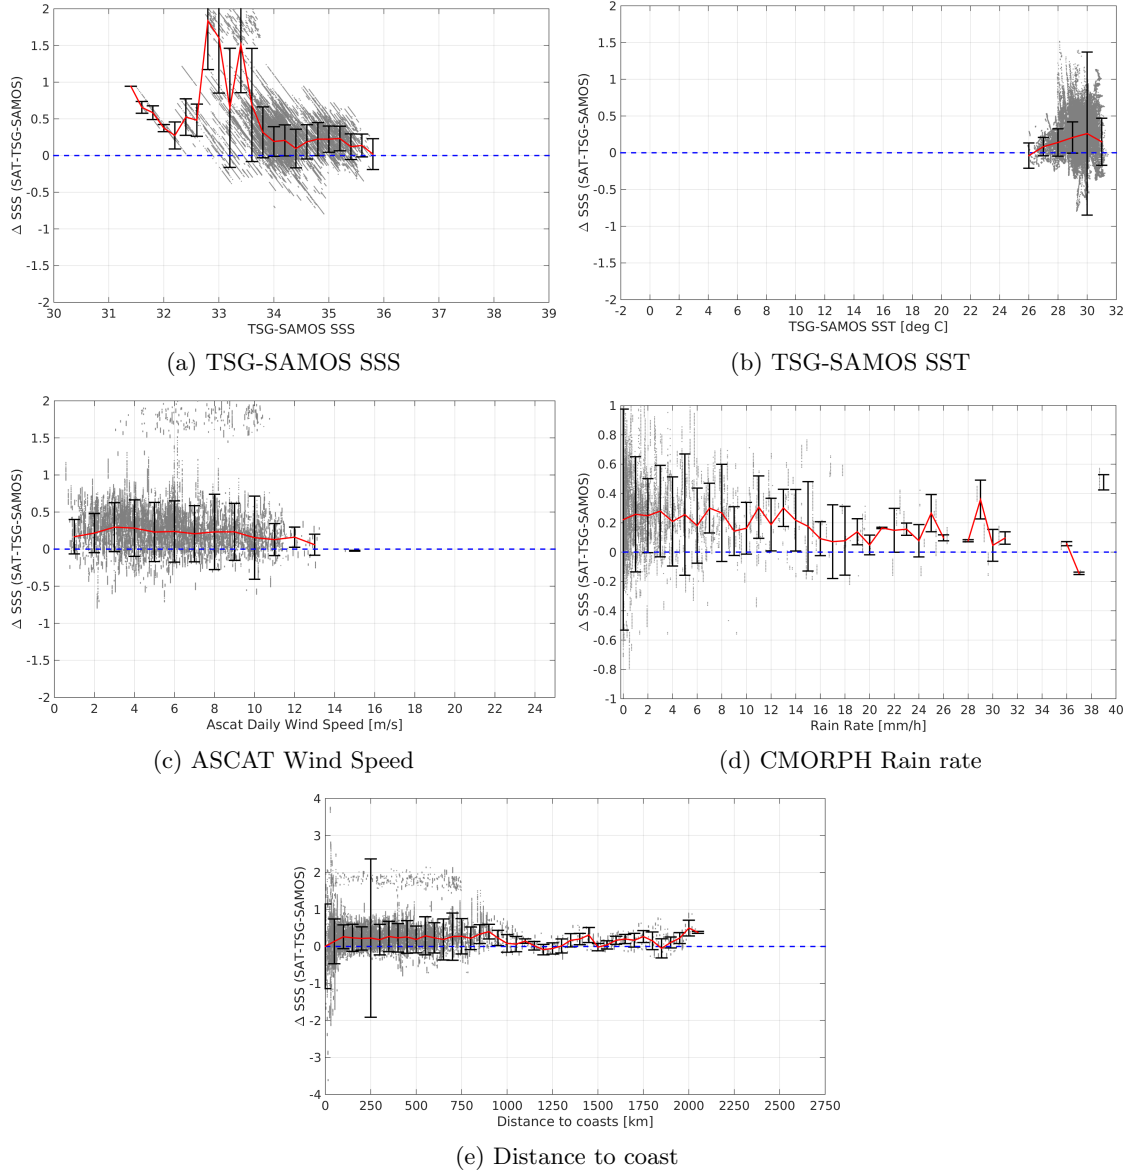 2
1.5
1
0.5
0
-0.5
-1
-1.5
-2
Δ SSS (SAT-TSG-SAMOS)
30 31 32 33 34 35 36 37 38 39
TSG-SAMOS SSS
(a) TSG-SAMOS SSS
2
1.5
1
0.5
0
-0.5
-1
-1.5
-2
Δ SSS (SAT-TSG-SAMOS)
-2 0 2 4 6 8 10 12 14 16 18 20 22 24 26 28 30 32
TSG-SAMOS SST [deg C]
(b) TSG-SAMOS SST
2
1.5
1
0.5
0
-0.5
-1
-1.5
-2
Δ SSS (SAT-TSG-SAMOS)
0 2 4 6 8 10 12 14 16 18 20 22 24
Ascat Daily Wind Speed [m/s]
(c) ASCAT Wind Speed
1
0.8
0.6
0.4
0.2
0
-0.2
-0.4
-0.6
-0.8
-1
Δ SSS (SAT-TSG-SAMOS)
0 2 4 6 8 10 12 14 16 18 20 22 24 26 28 30 32 34 36 38 40
Rain Rate [mm/h]
(d) CMORPH Rain rate
4
3
2
1
0
-1
-2
-3
-4
Δ SSS (SAT-TSG-SAMOS)
0 250 500 750 1000 1250 1500 1750 2000 2250 2500 2750
Distance to coasts [km]
(e) Distance to coast